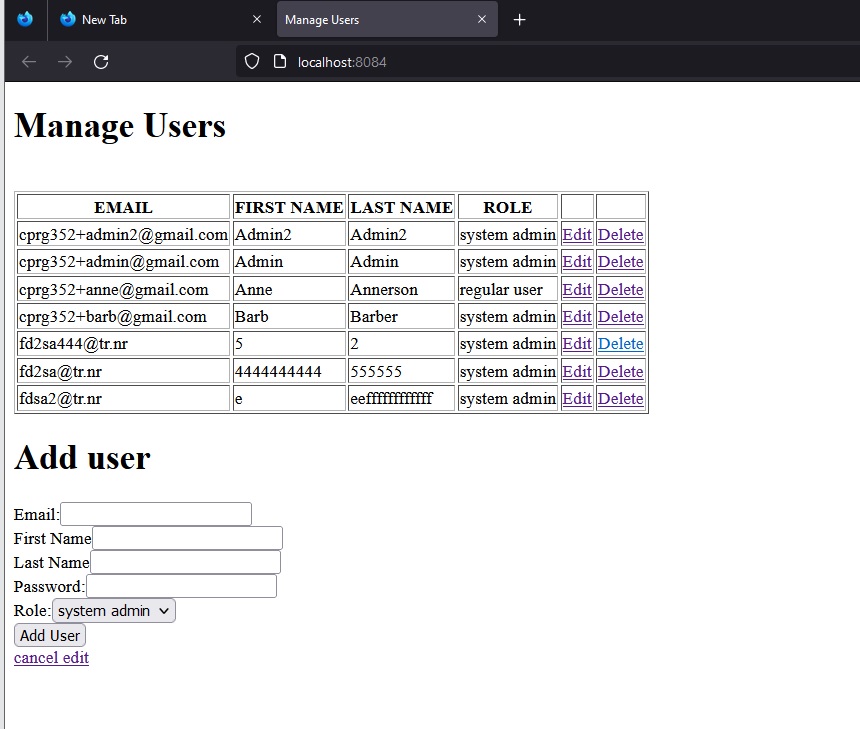 New Tab
Manage Users
localhost:8084
Manage Users
EMAIL FIRST NAME LAST NAME ROLE
cprg352+admin2@gmail.com Admin2 Admin2 system admin Edit Delete
cprg352+admin@gmail.com Admin Admin system admin Edit Delete
cprg352+anne@gmail.com Anne Annerson regular user Edit Delete
cprg352+barb@gmail.com Barb Barber system admin Edit Delete
fd2sa444@tr.nr 5 2 system admin Edit Delete
fd2sa@tr.nr 4444444444 555555 system admin Edit Delete
fdsa2@tr.nr e eeffffffffffff system admin Edit Delete
Add user
Email:
First Name
Last Name
Password:
Role: system admin
Add User
cancel edit